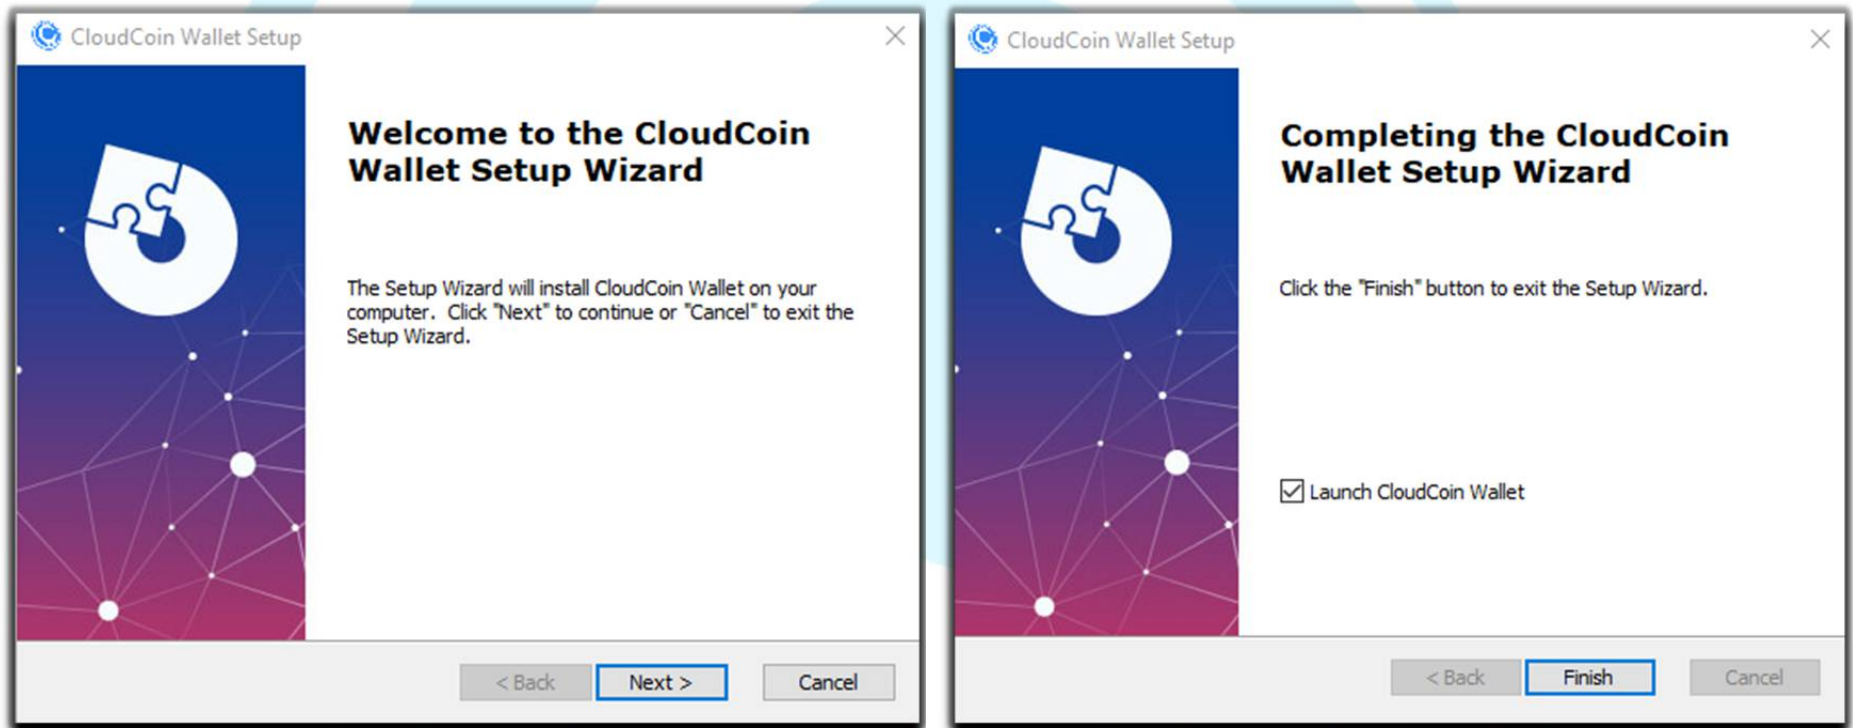 CloudCoin Wallet Setup
Welcome to the CloudCoin
Wallet Setup Wizard
The Setup Wizard will install CloudCoin Wallet on your
computer.  Click "Next" to continue or "Cancel" to exit the
Setup Wizard.
< Back
Next >
Cancel
CloudCoin Wallet Setup
Completing the CloudCoin
Wallet Setup Wizard
Click the "Finish" button to exit the Setup Wizard.
Launch CloudCoin Wallet
< Back
Finish
Cancel